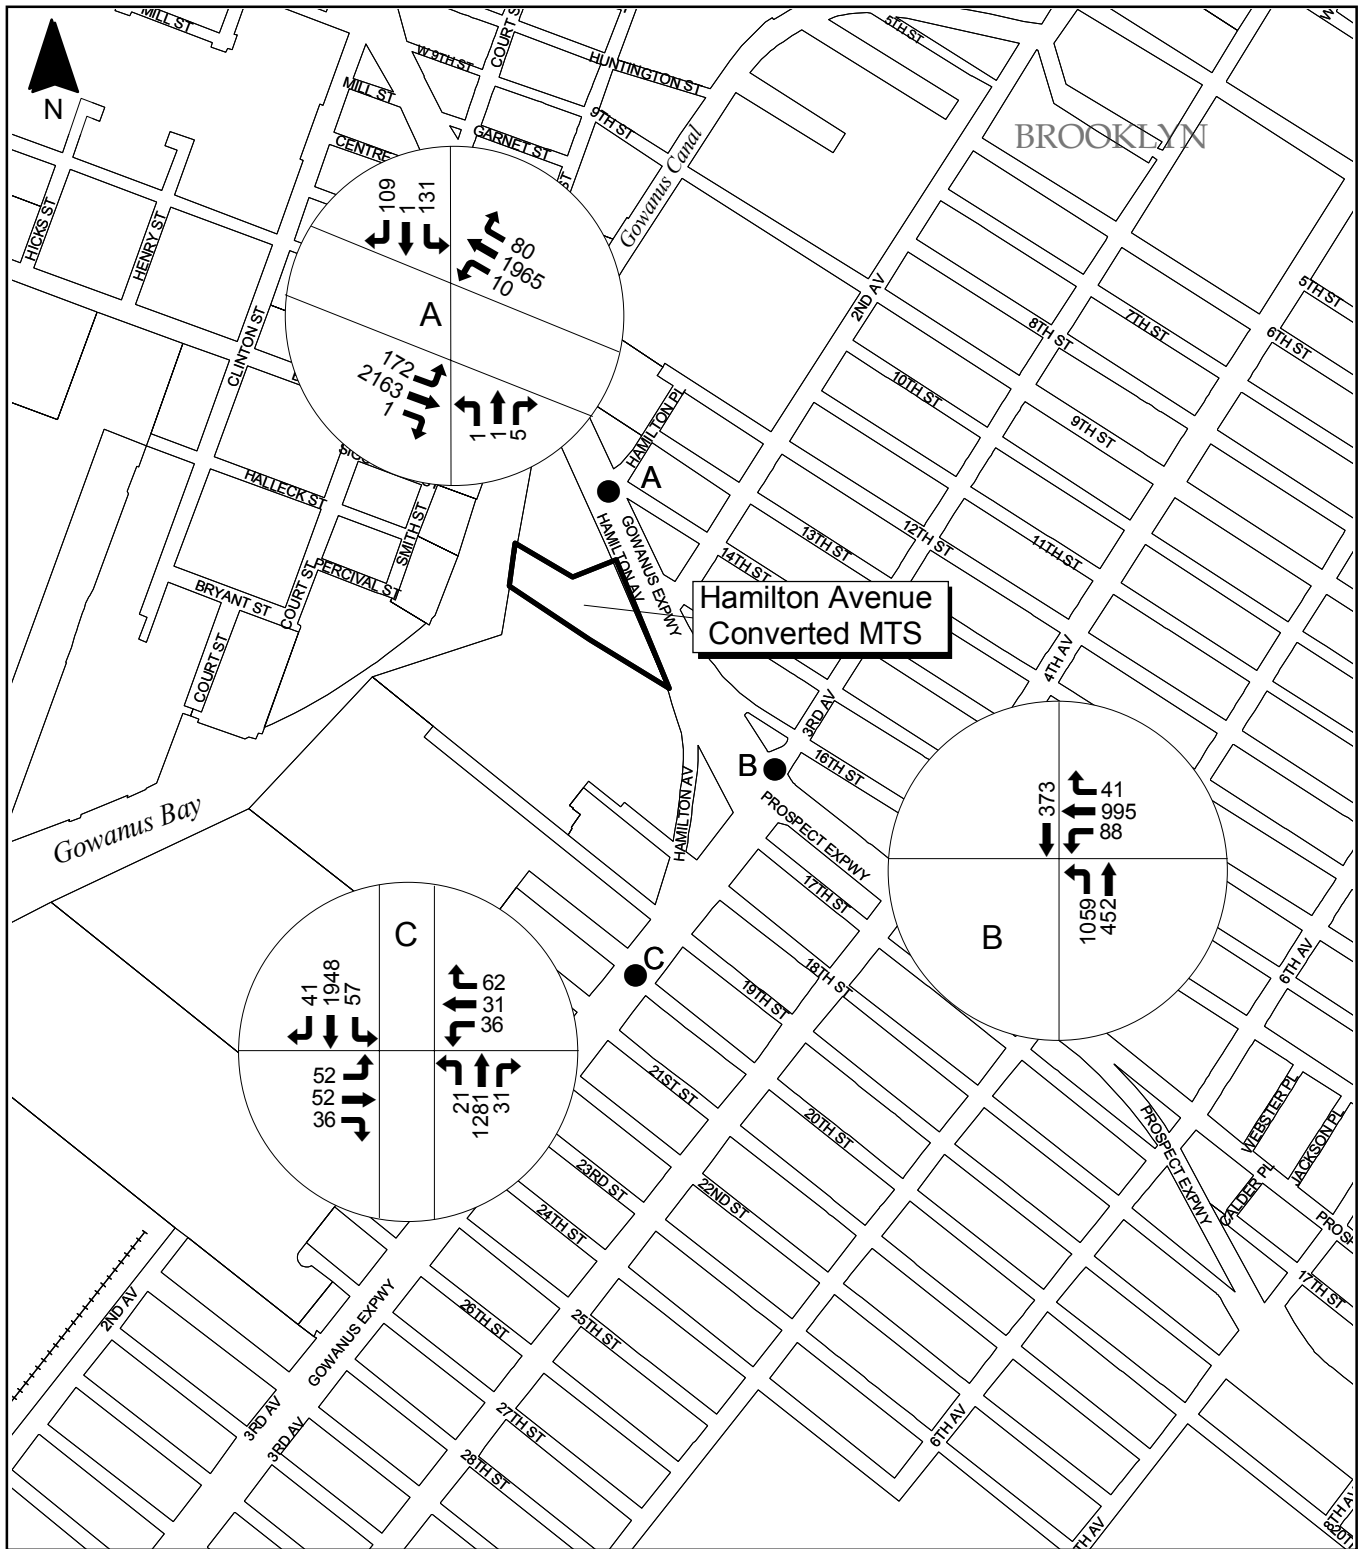 MILL ST
W 9TH ST
COURT S
HUNTINGTON ST
5TH ST
W
N
MILL ST
9TH ST
GARNET ST
CENTRE
ST
BROOKLYN
Gowanus Canal
HICKS ST
HENRY ST
CLINTON ST
109
1
131
80
1965
10
A
172
2163
1
1
1
5
2ND AV
5TH ST
6TH ST
7TH ST
8TH ST
9TH ST
10TH ST
HAMILTON PL
HALLECK ST
SMITH ST
COURT ST
PERCIVAL ST
BRYANT ST
COURT ST
A
HAMILTON AV
GOWANUS EXPWY
14TH ST
13TH ST
12TH ST
11TH ST
Hamilton Avenue
Converted MTS
4TH AV
3RD AV
16TH ST
B
HAMILTON AV
PROSPECT EXPWY
17TH ST
Gowanus Bay
373
41
995
88
1059
452
B
C
41
1948
57
62
31
36
52
52
36
21
1281
31
C
18TH ST
19TH ST
6TH AV
21ST ST
20TH ST
23RD ST
22ND ST
24TH ST
PROSPECT EXPWY
PROSPECT EXPWY
WEBSTER PL
JACKSON PL
CALDER PL
PROS
17TH ST
2ND AV
GOWANUS EXPWY
26TH ST
25TH ST
3RD AV
3RD AV
27TH ST
28TH ST
6TH AV
TH AV
8TH AV
20T